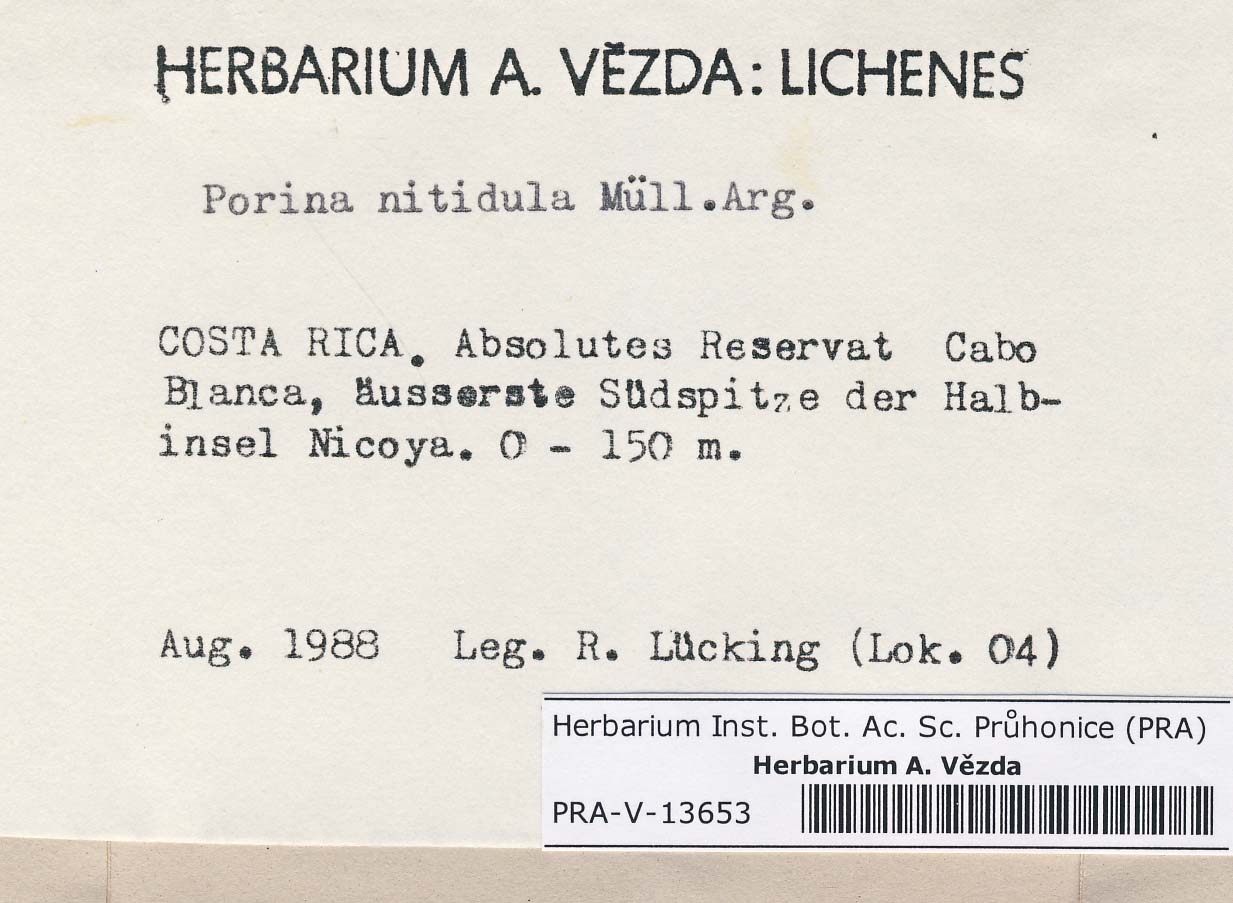 HERBARIUM A. VĚZDA: LICHENES
Porina nitidula Müll.Arg.
COSTA RICA. Absolutes Reservat Cabo
Blanca, äusserste Südspitze der Halb-
insel Nicoya. 0 - 150 m.
Aug. 1988 Leg. R. Lücking (Lok. 04)
Herbarium Inst. Bot. Ac. Sc. Průhonice (PRA)
Herbarium A. Vězda
PRA-V-13653